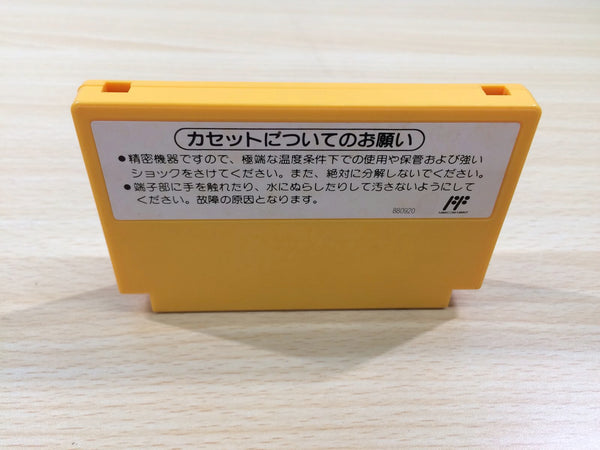 カセットについてのお願い
●精密機器ですので、極端な温度条件下での使用や保管および強い
ショックをさけてください。また、絶対に分解しないでください。
●端子部に手を触れたり、水にぬらしたりして汚さないようにして
ください。故障の原因となります。
880920